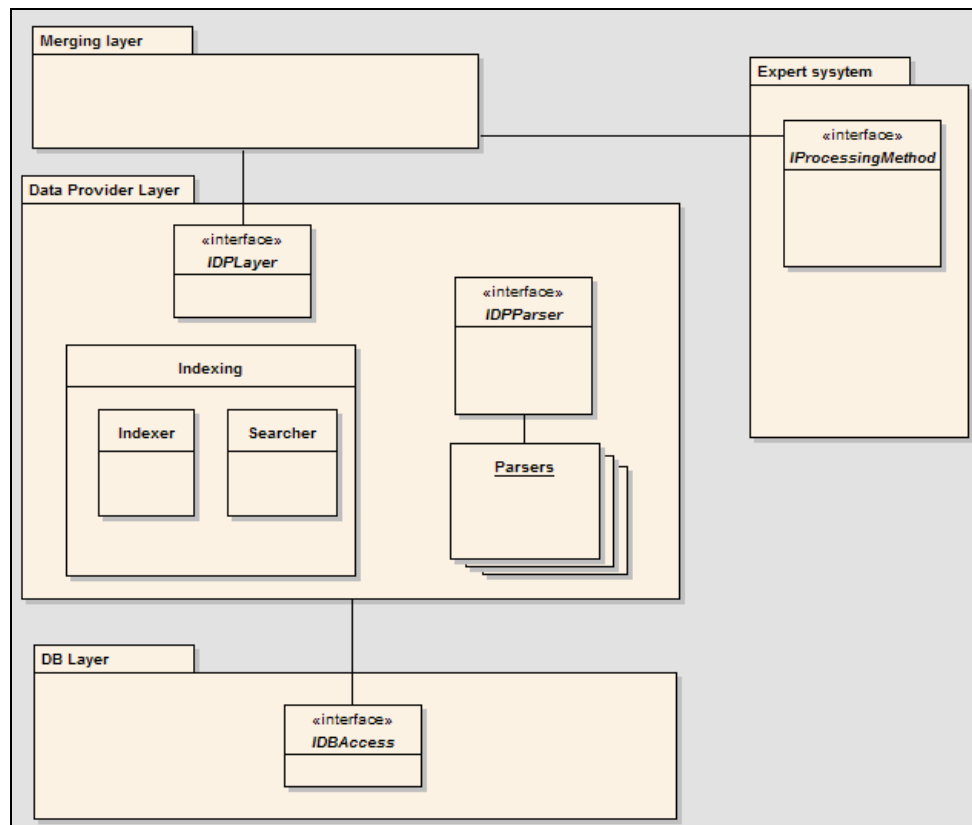 Merging layer
Expert sysytem
«interface»
IProcessingMethod
Data Provider Layer
«interface»
IDPLayer
«interface»
IDPParser
Indexing
Indexer
Searcher
Parsers
DB Layer
«interface»
IDBAccess